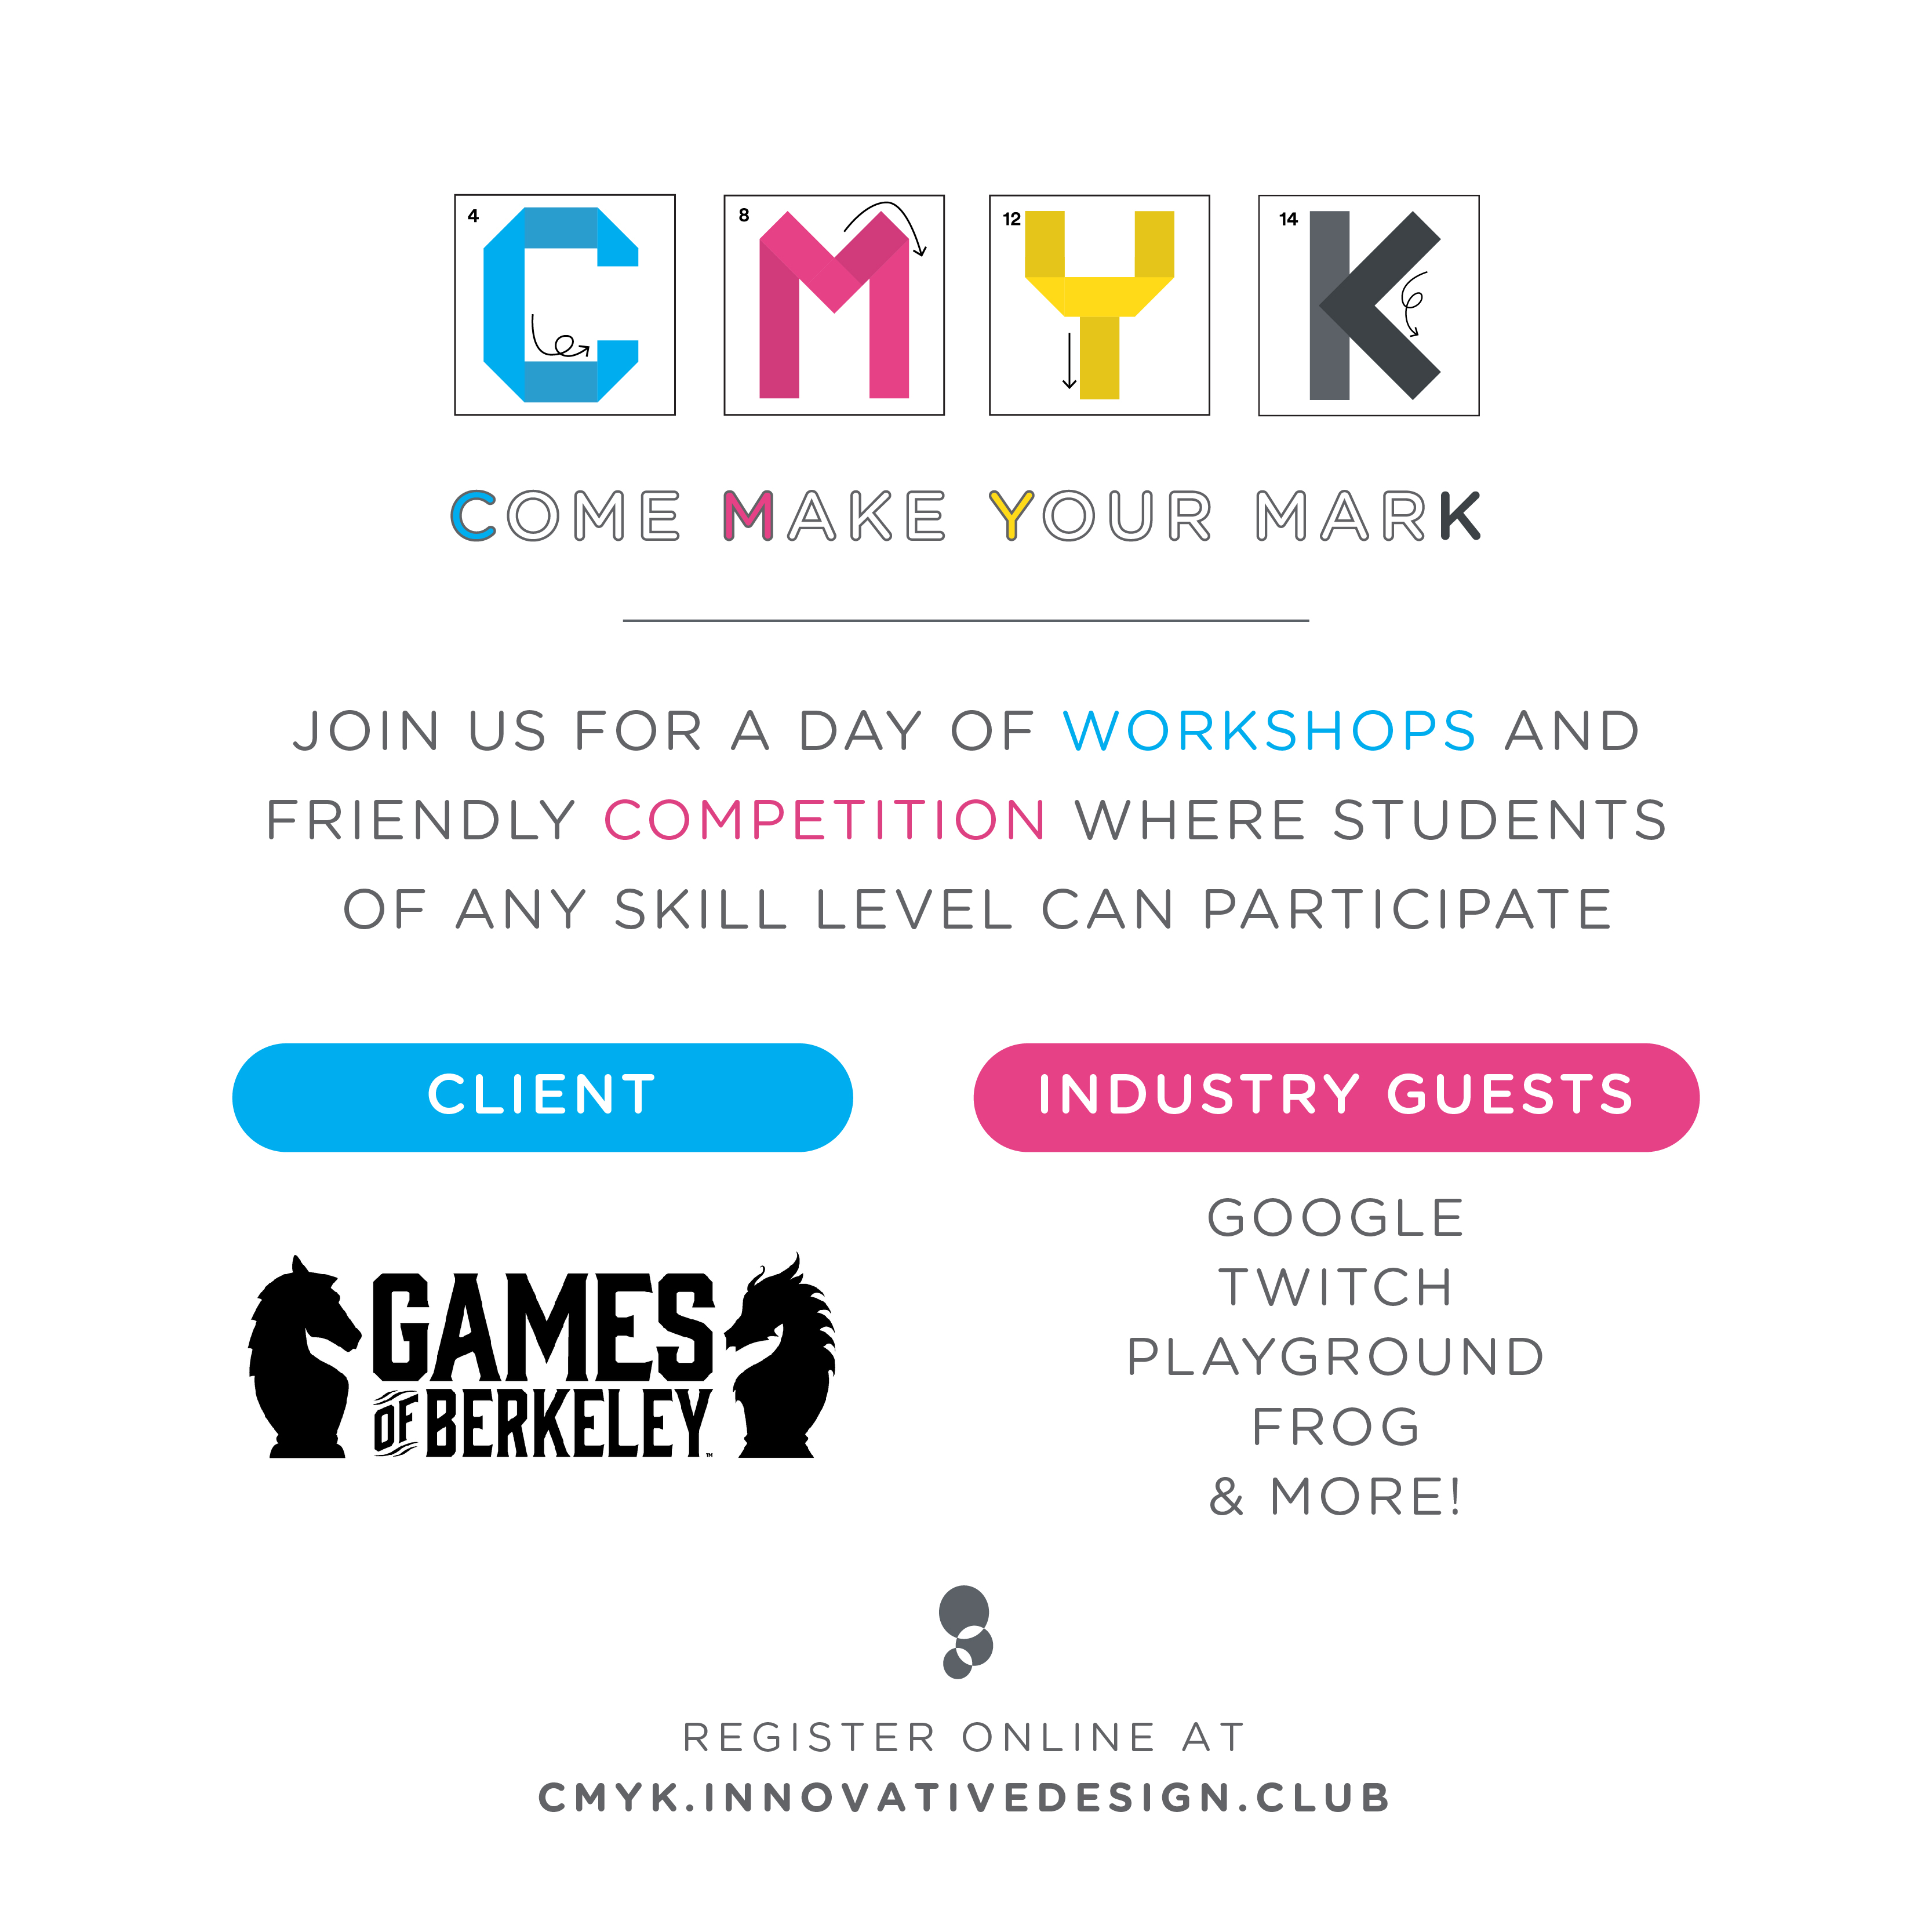 4 8 12 14
C M Y K
COME MAKE YOUR MARK
JOIN US FOR A DAY OF WORKSHOPS AND
FRIENDLY COMPETITION WHERE STUDENTS
OF ANY SKILL LEVEL CAN PARTICIPATE
CLIENT
GAMES
OF BERKELEY™
INDUSTRY GUESTS
GOOGLE
TWITCH
PLAYGROUND
FROG
& MORE!
REGISTER ONLINE AT
CMYK.INNOVATIVEDESIGN.CLUB